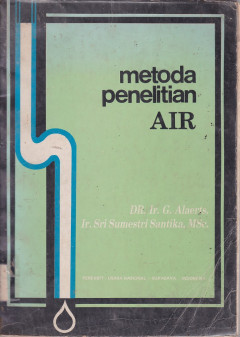 metoda
penelitian
AIR
DR. Ir. G. Alaerts.
Ir. Sri Sumestri Santika, MSc.